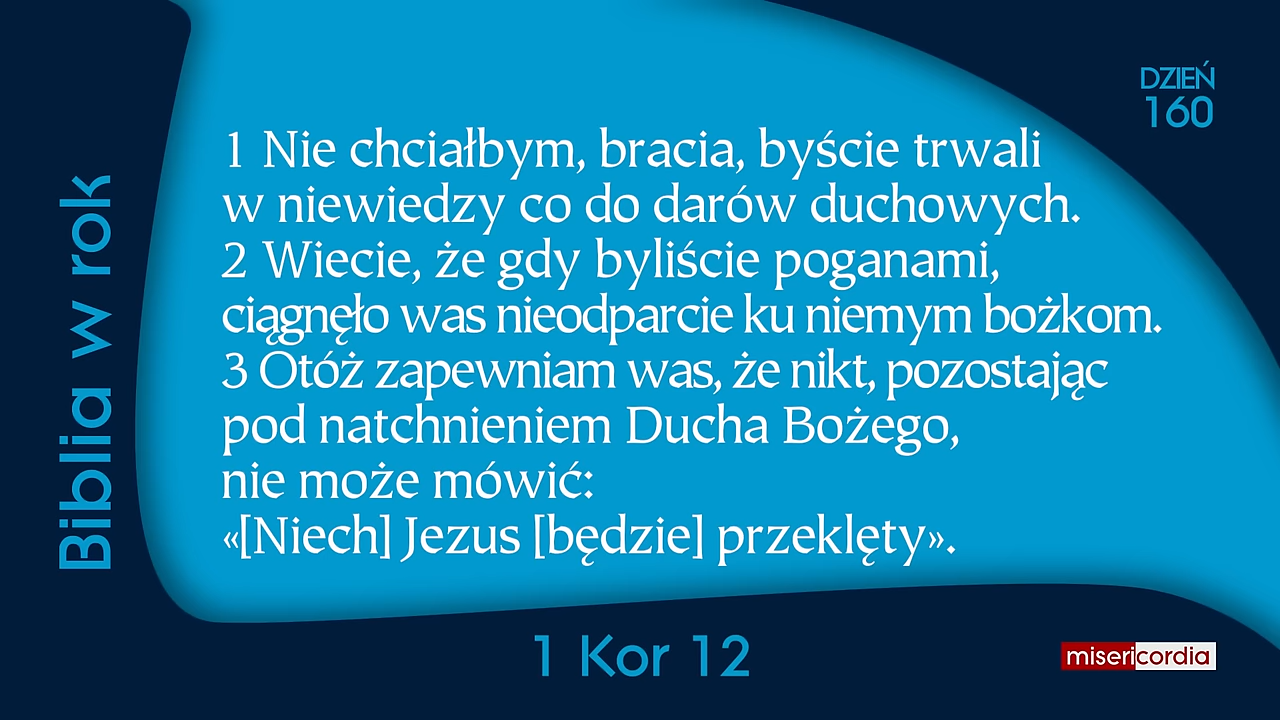 DZIEŃ
160
Biblia w rok
1 Nie chciałbym, bracia, byście trwali
w niewiedzy co do darów duchowych.
2 Wiecie, że gdy byliście poganami,
ciągnęło was nieodparcie ku niemym bożkom.
3 Otóż zapewniam was, że nikt, pozostając
pod natchnieniem Ducha Bożego,
nie może mówić:
«[Niech] Jezus [będzie] przeklęty».
1 Kor 12
misericordia